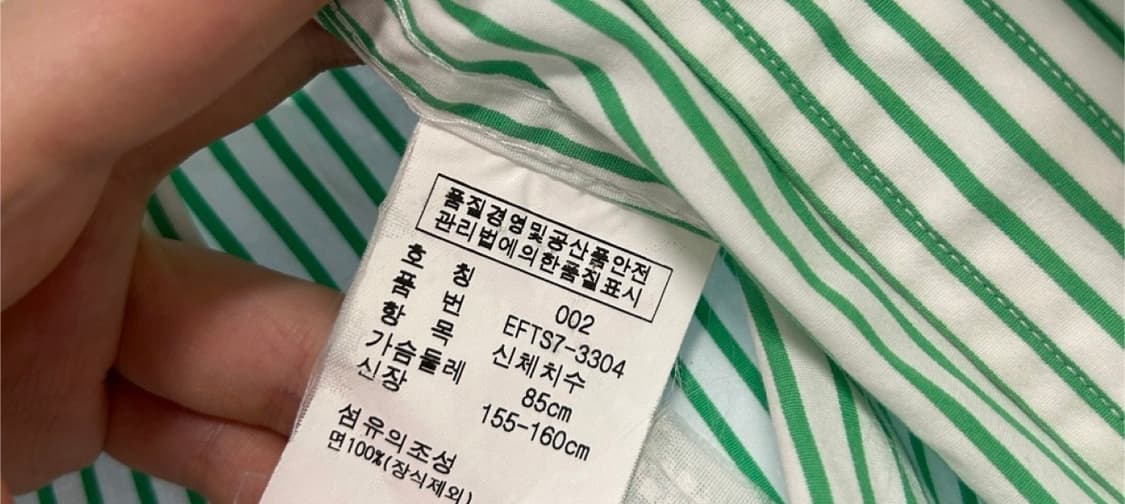 품질경영및공산품안전
관리법에의한품질표시
호 칭 002
품 번 EFTS7-3304
항 목 신체치수
가슴둘레 85cm
신장 155-160cm
섬유의조성
면100%(장식제외)